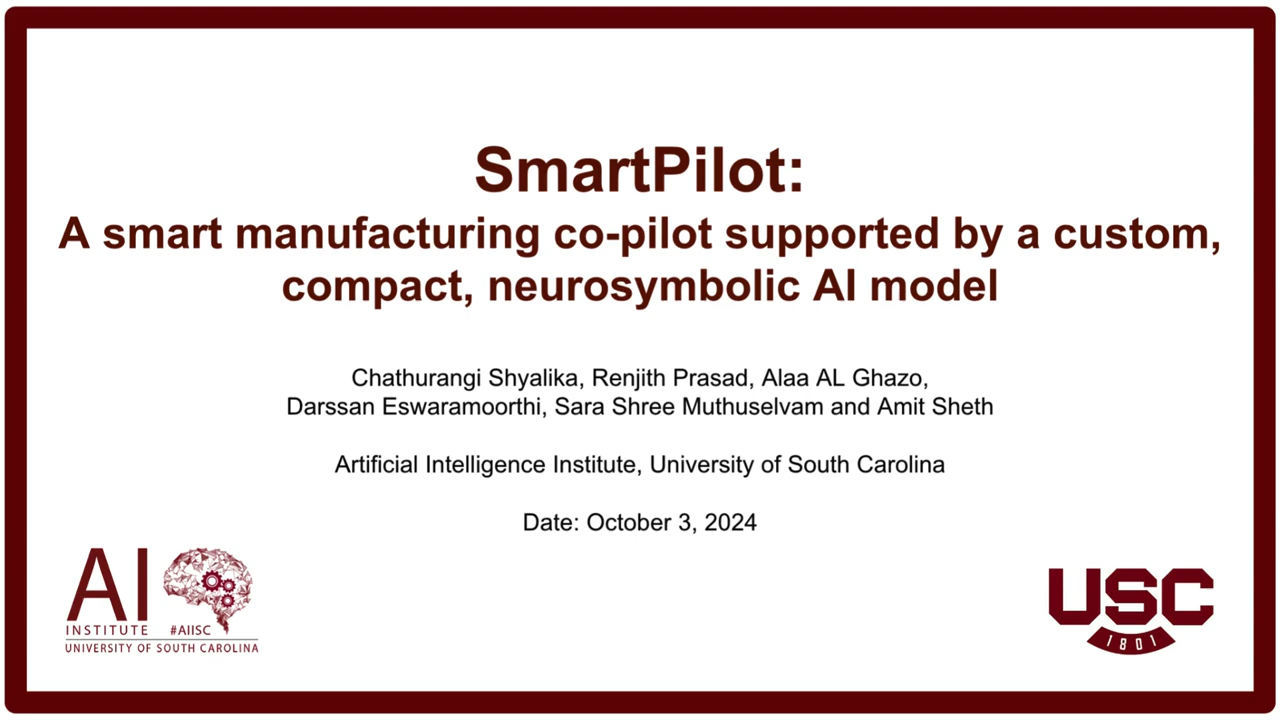 SmartPilot:
A smart manufacturing co-pilot supported by a custom,
compact, neurosymbolic AI model
Chathurangi Shyalika, Renjith Prasad, Alaa AL Ghazo,
Darssan Eswaramoorthi, Sara Shree Muthuselvam and Amit Sheth
Artificial Intelligence Institute, University of South Carolina
Date: October 3, 2024
AI
INSTITUTE #AIISC
UNIVERSITY OF SOUTH CAROLINA
USC
1801